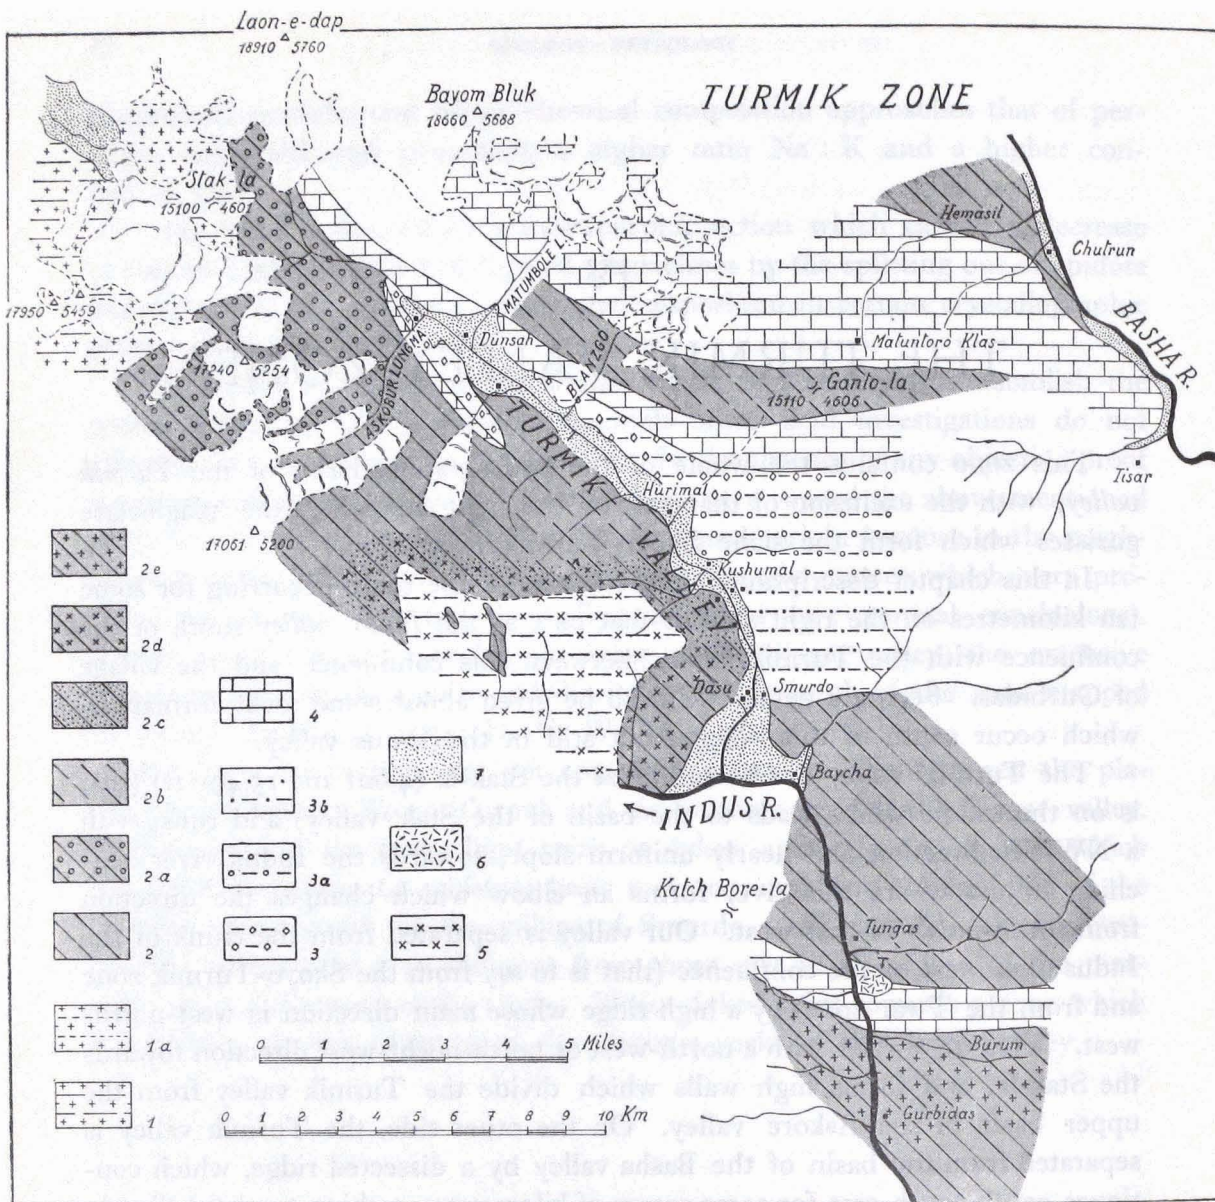 Laon-e-dap
18910 5760
Bayom Bluk
18660 5688
TURMIK ZONE
Stak-la
15100 4601
Hemasil
Chutrun
BASHA R.
MATUMBOLE L.
17950 5459
Dunsah
Matuntoro Klas
BLANZGO
17240 5254
ASKOBUR LUNGMA
Ganlo-la
15110 4606
TURMIK VALLEY
Hurimal
Tisar
17061 5200
Kushumal
Dasu
Smurdo
Baycha
INDUS R.
Katch Bore-la
Tungas
T
Burum
Gurbidas
2e
2d
2c
2b
2a
2
1a
1
4
3b
3a
3
7
6
5
0 1 2 3 4 5 Miles
0 1 2 3 4 5 6 7 8 9 10 Km